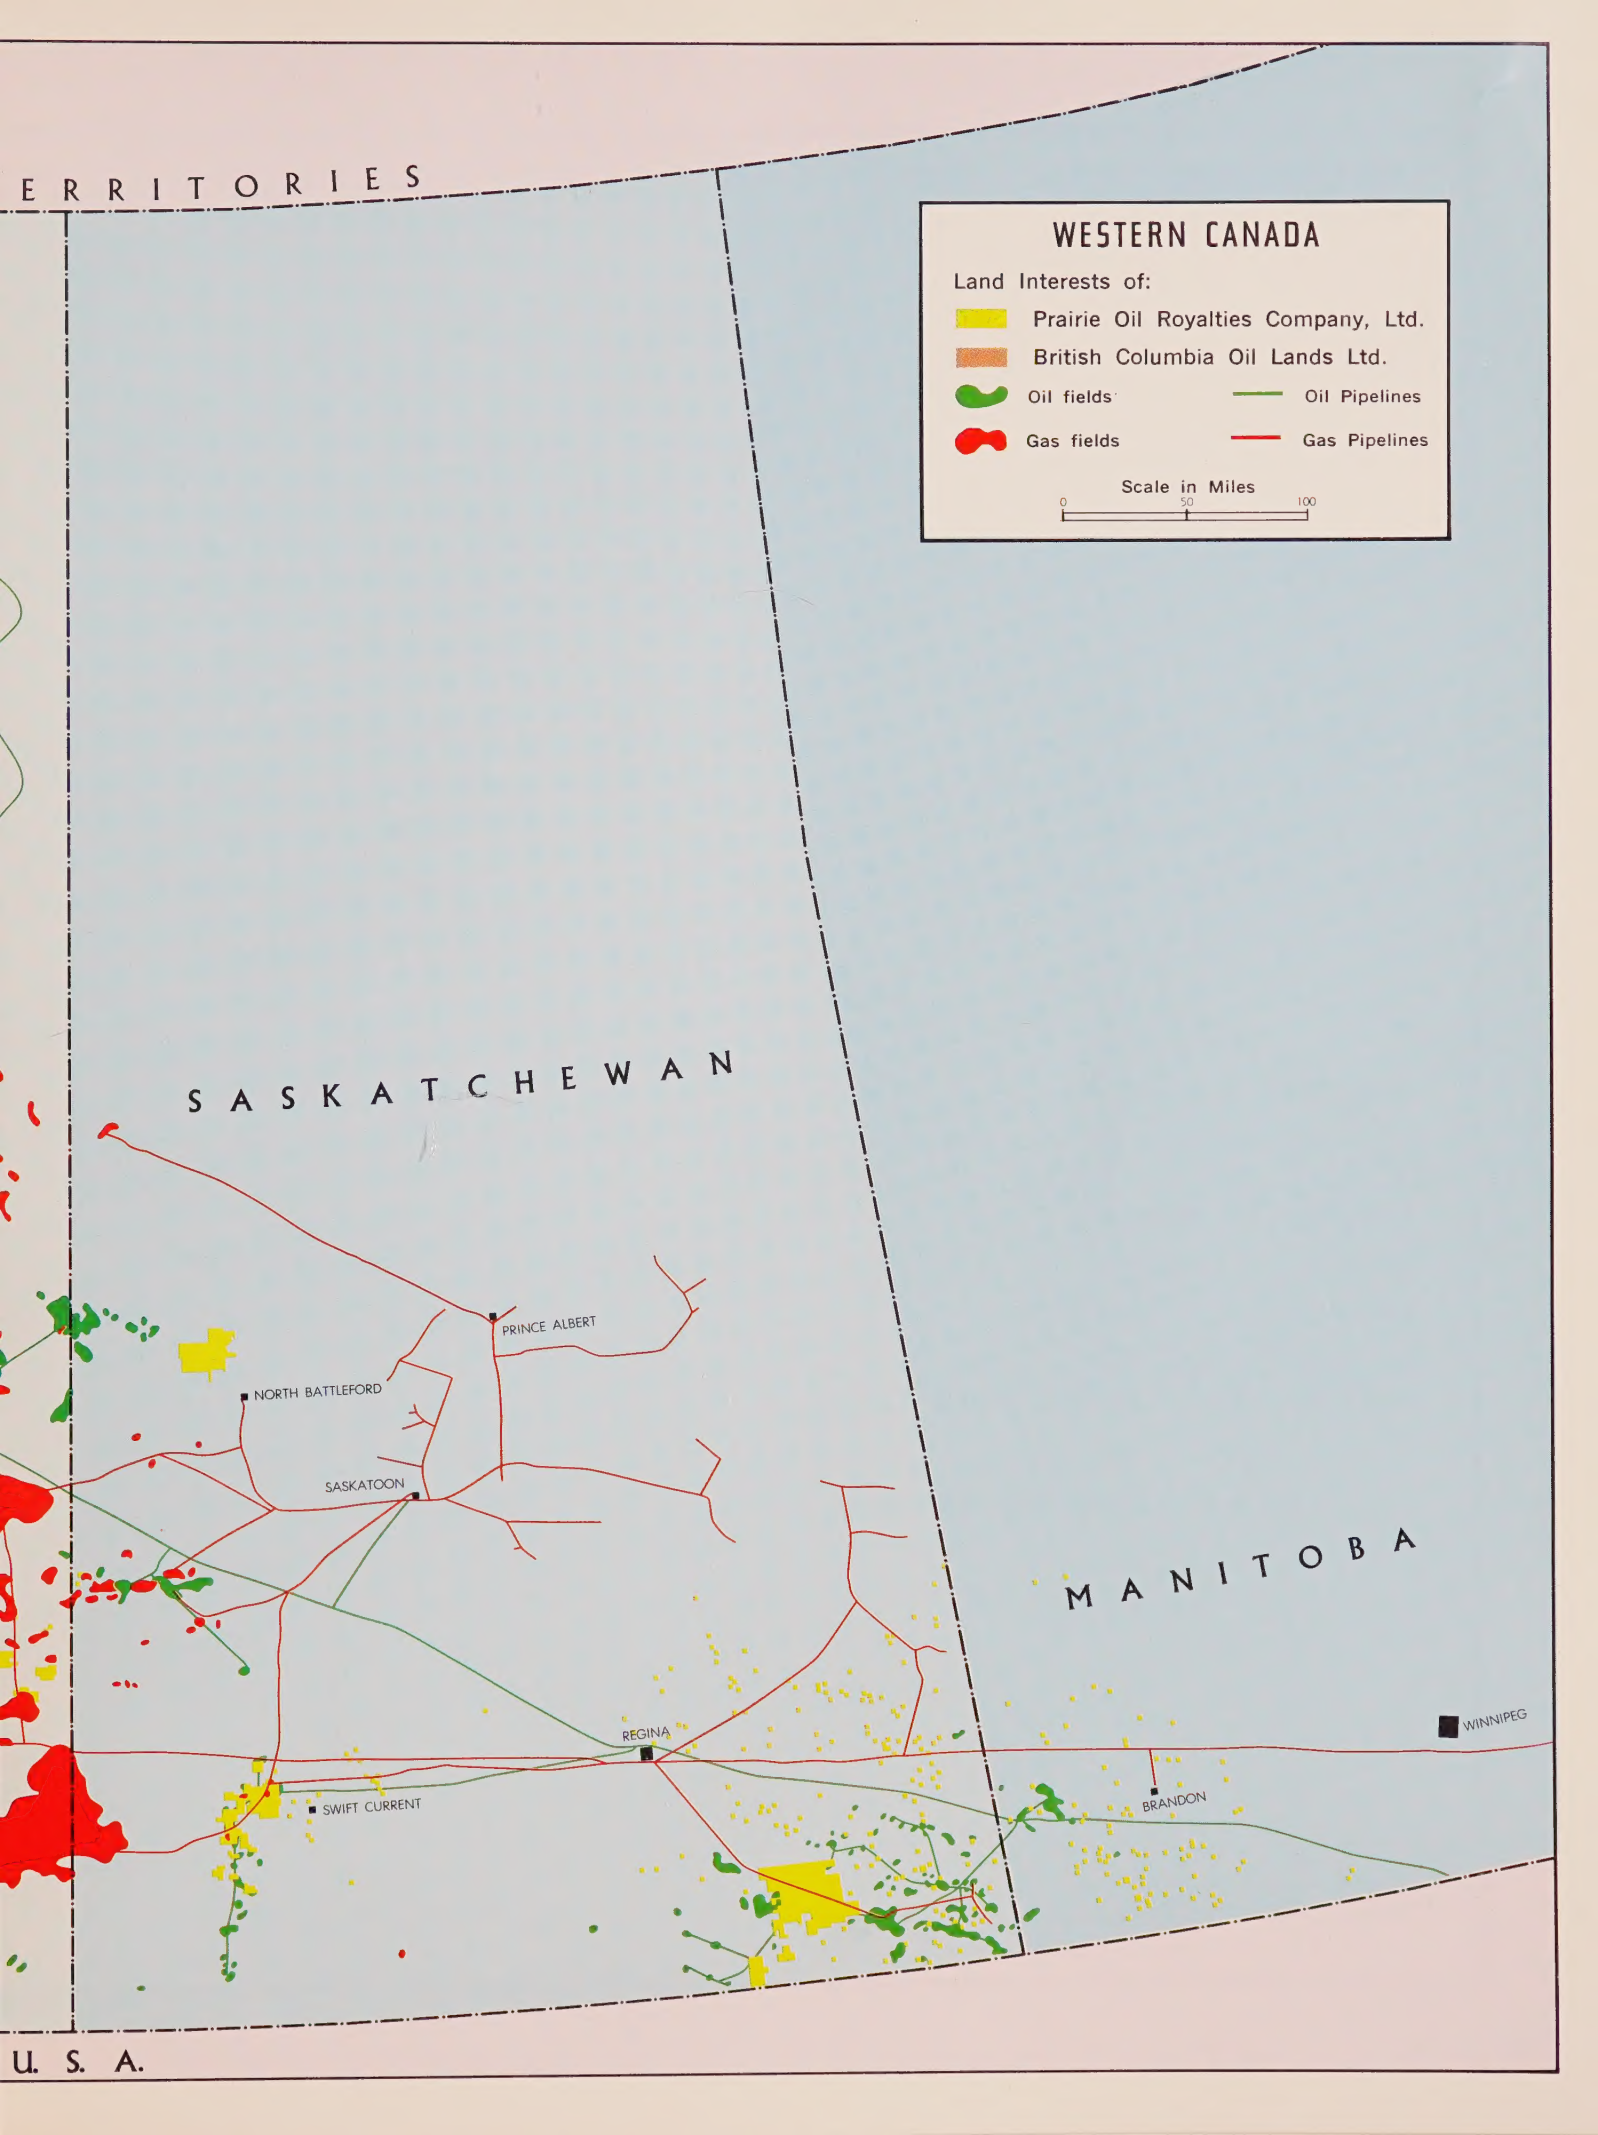 ERRITORIES
WESTERN CANADA
Land Interests of:
Prairie Oil Royalties Company, Ltd.
British Columbia Oil Lands Ltd.
Oil fields Oil Pipelines
Gas fields Gas Pipelines
Scale in Miles
0 50 100
SASKATCHEWAN
PRINCE ALBERT
NORTH BATTLEFORD
SASKATOON
MANITOBA
REGINA
WINNIPEG
SWIFT CURRENT
BRANDON
U. S. A.